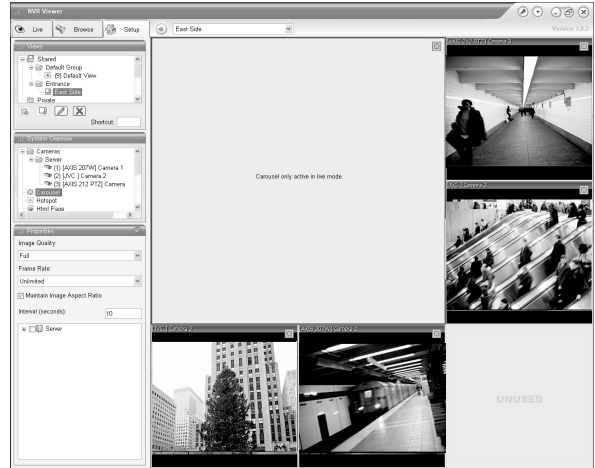 NVR Viewer
Live
Browse
Setup
East Side
Version 3.0.2
Views
Shared
Default Group
(9) Default View
Entrance
East Side
Private
Shortcut:
System Overview
Cameras
Server
(1) [AXIS 207W] Camera 1
(2) [JVC ] Camera 2
(3) [AXIS 212 PTZ] Camera
Carousel
Hotspot
Html Page
Properties
Image Quality:
Full
Frame Rate:
Unlimited
Maintain Image Aspect Ratio
Interval (seconds):
10
Server
Carousel only active in live mode.
[AXIS 212 PTZ] Camera 3
[JVC ] Camera 2
[JVC ] Camera 2
[AXIS 207W] Camera 1
UNUSED